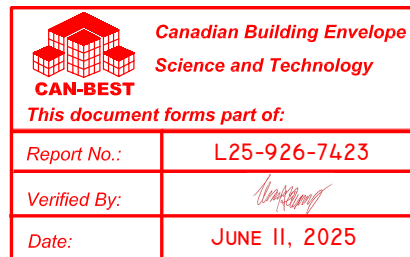 Canadian Building Envelope
Science and Technology
CAN-BEST
This document forms part of:
Report No.: L25-926-7423
Verified By:
Date: JUNE 11, 2025